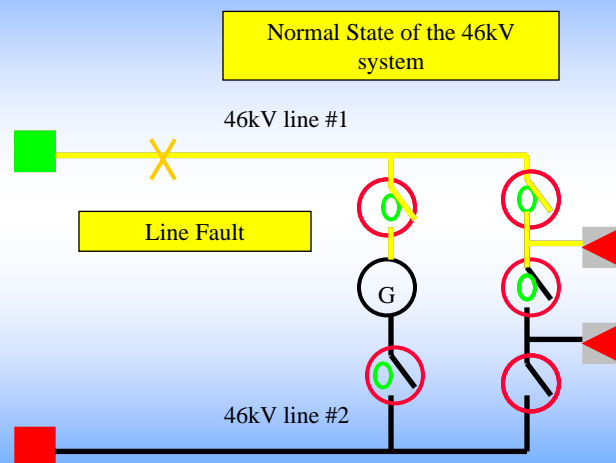 Normal State of the 46kV
system
46kV line #1
Line Fault
G
46kV line #2